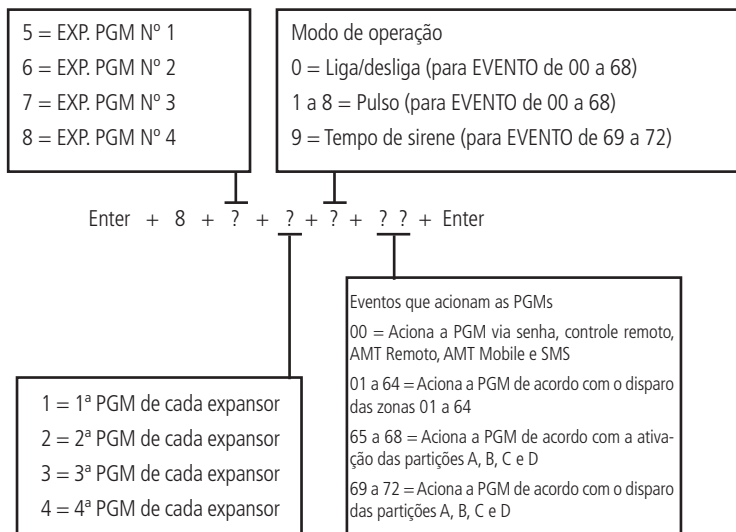 5 = EXP. PGM Nº 1
6 = EXP. PGM Nº 2
7 = EXP. PGM Nº 3
8 = EXP. PGM Nº 4
Modo de operação
0 = Liga/desliga (para EVENTO de 00 a 68)
1 a 8 = Pulso (para EVENTO de 00 a 68)
9 = Tempo de sirene (para EVENTO de 69 a 72)
Enter + 8 + ? + ? + ? + ? ? + Enter
1 = 1ª PGM de cada expansor
2 = 2ª PGM de cada expansor
3 = 3ª PGM de cada expansor
4 = 4ª PGM de cada expansor
Eventos que acionam as PGMs
00 = Aciona a PGM via senha, controle remoto,
AMT Remoto, AMT Mobile e SMS
01 a 64 = Aciona a PGM de acordo com o disparo
das zonas 01 a 64
65 a 68 = Aciona a PGM de acordo com a ativa-
ção das partições A, B, C e D
69 a 72 = Aciona a PGM de acordo com o disparo
das partições A, B, C e D